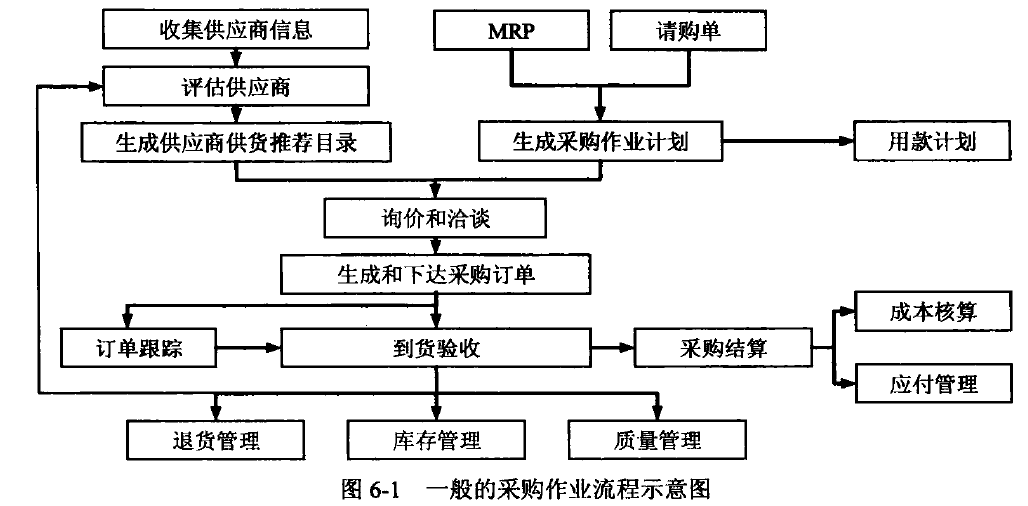 收集供应商信息
MRP
请购单
评估供应商
生成供应商供货推荐目录
生成采购作业计划
用款计划
询价和洽谈
生成和下达采购订单
订单跟踪
到货验收
采购结算
成本核算
应付管理
退货管理
库存管理
质量管理
图 6-1 一般的采购作业流程示意图